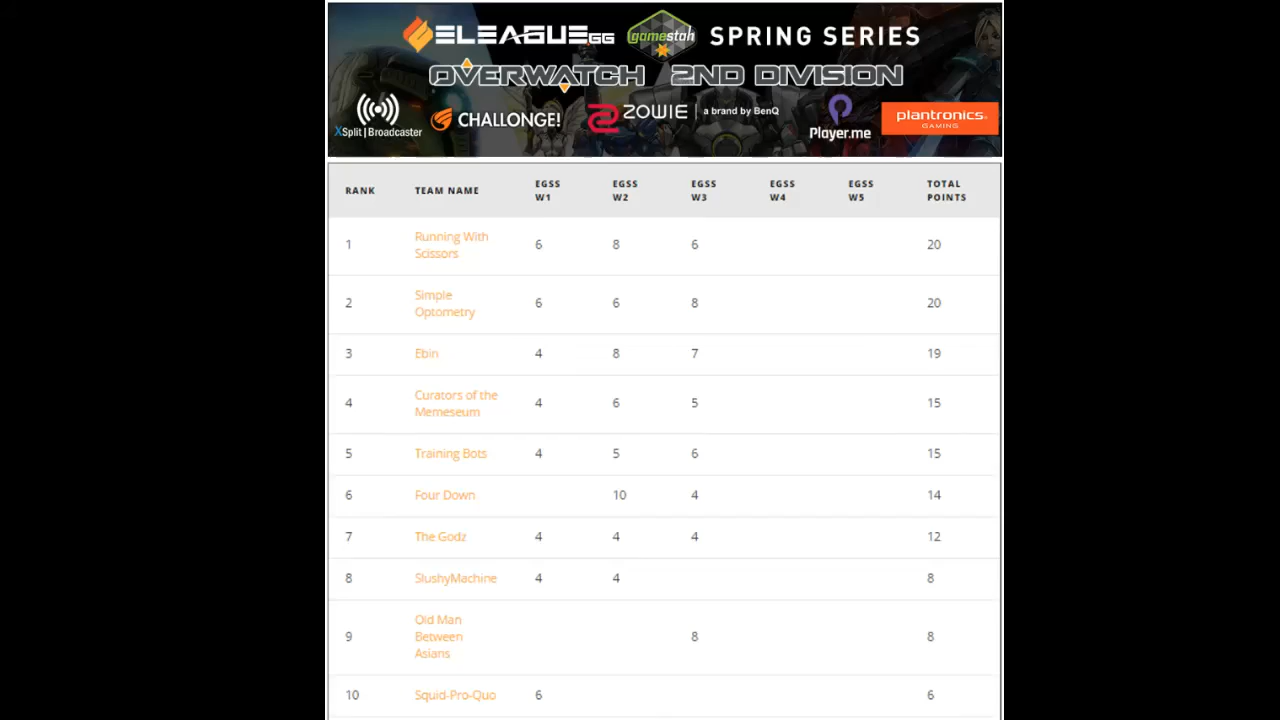 ELEAGUE.GG gamestah SPRING SERIES
OVERWATCH 2ND DIVISION
XSplit | Broadcaster CHALLONGE! ZOWIE | a brand by BenQ Player.me plantronics GAMING
RANK TEAM NAME EGSS W1 EGSS W2 EGSS W3 EGSS W4 EGSS W5 TOTAL POINTS
1 Running With Scissors 6 8 6 20
2 Simple Optometry 6 6 8 20
3 Ebin 4 8 7 19
4 Curators of the Memeseum 4 6 5 15
5 Training Bots 4 5 6 15
6 Four Down 10 4 14
7 The Godz 4 4 4 12
8 SlushyMachine 4 4 8
9 Old Man Between Asians 8 8
10 Squid-Pro-Quo 6 6